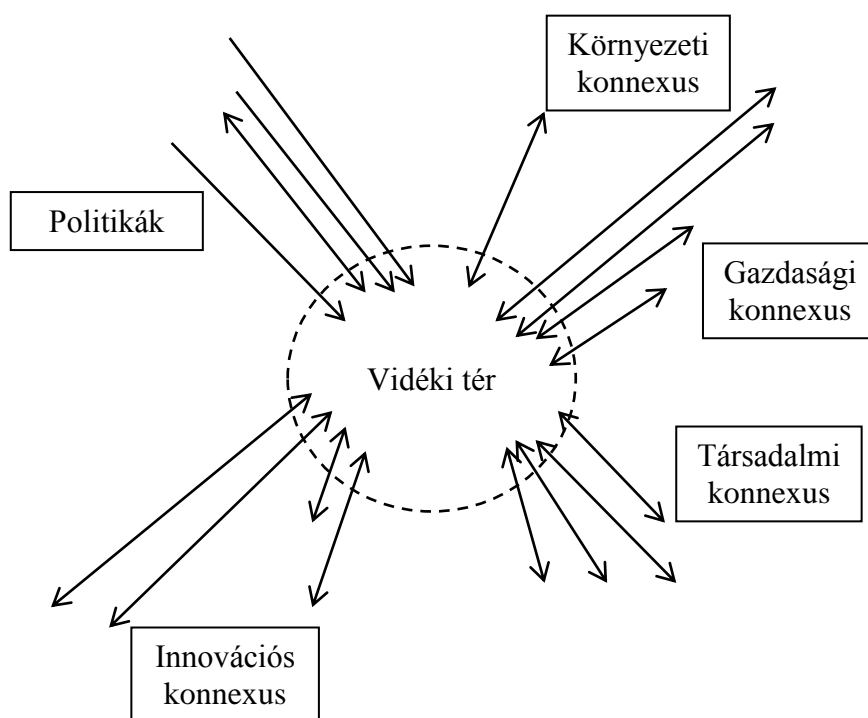 Környezeti
konnexus
Politikák
Gazdasági
konnexus
Vidéki tér
Társadalmi
konnexus
Innovációs
konnexus